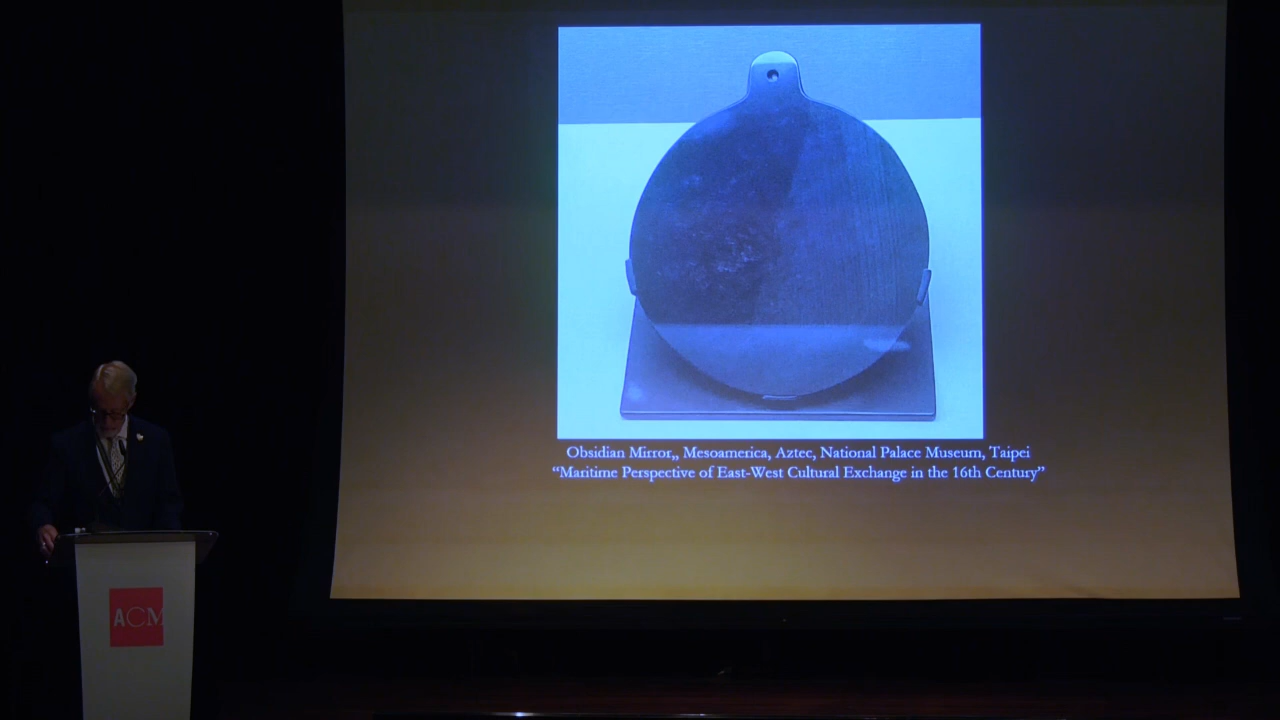 Obsidian Mirror,, Mesoamerica, Aztec, National Palace Museum, Taipei
“Maritime Perspective of East-West Cultural Exchange in the 16th Century”
ACM